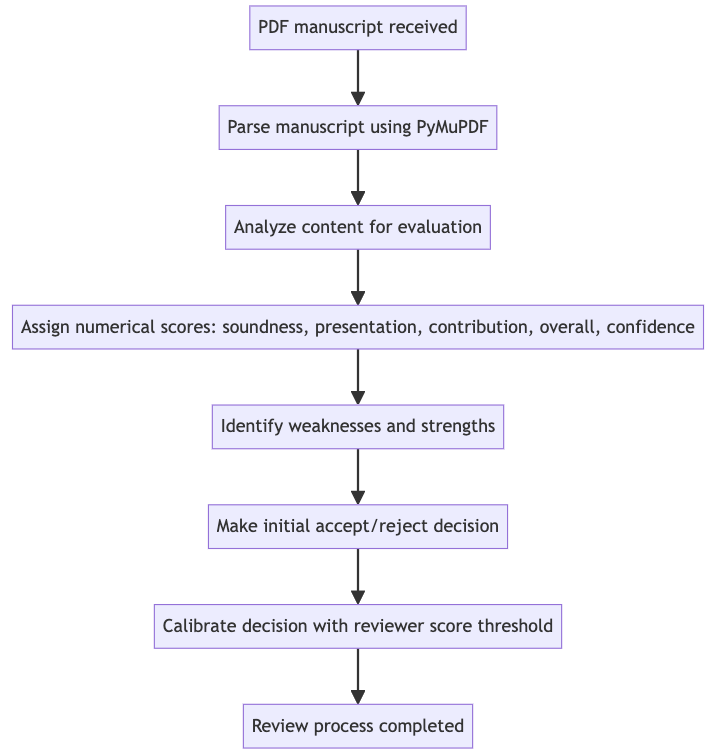 PDF manuscript received
Parse manuscript using PyMuPDF
Analyze content for evaluation
Assign numerical scores: soundness, presentation, contribution, overall, confidence
Identify weaknesses and strengths
Make initial accept/reject decision
Calibrate decision with reviewer score threshold
Review process completed